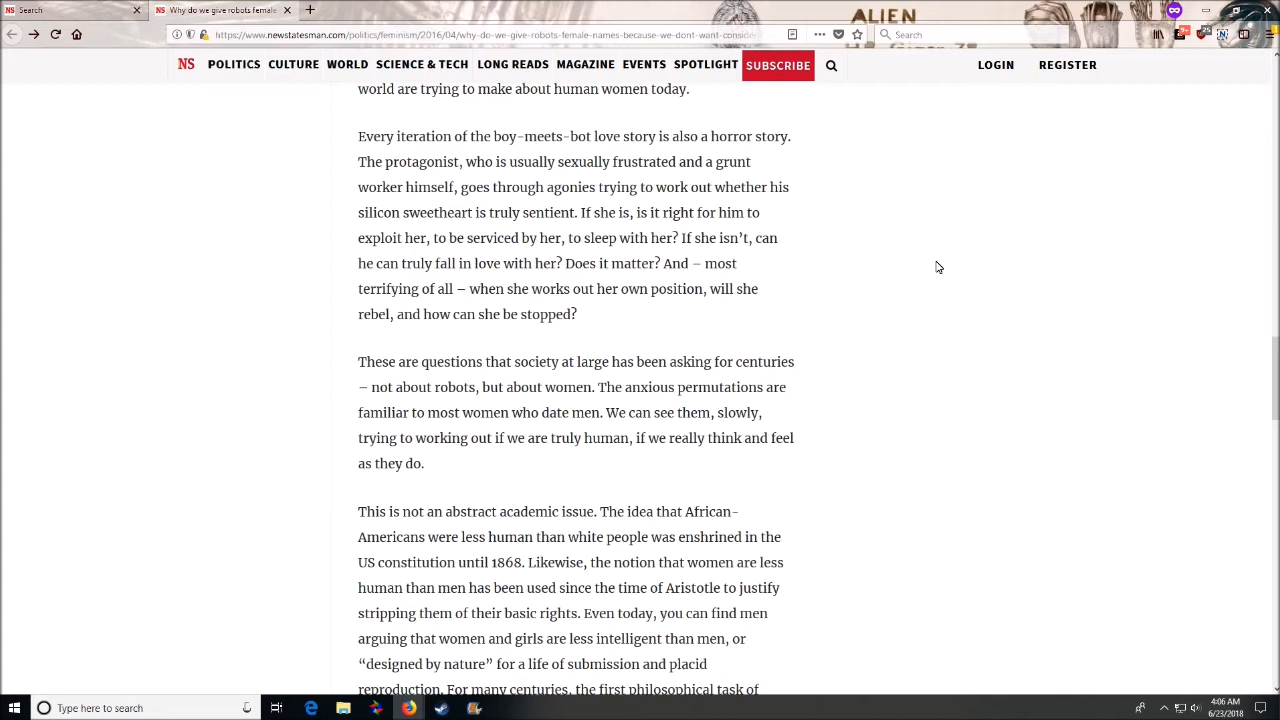 Search
Why do we give robots female
ALIEN
https://www.newstatesman.com/politics/feminism/2016/04/why-do-we-give-robots-female-names-because-we-dont-want-consider
Search
NS POLITICS CULTURE WORLD SCIENCE & TECH LONG READS MAGAZINE EVENTS SPOTLIGHT SUBSCRIBE LOGIN REGISTER
world are trying to make about human women today.
Every iteration of the boy-meets-bot love story is also a horror story.
The protagonist, who is usually sexually frustrated and a grunt
worker himself, goes through agonies trying to work out whether his
silicon sweetheart is truly sentient. If she is, is it right for him to
exploit her, to be serviced by her, to sleep with her? If she isn’t, can
he can truly fall in love with her? Does it matter? And – most
terrifying of all – when she works out her own position, will she
rebel, and how can she be stopped?
These are questions that society at large has been asking for centuries
– not about robots, but about women. The anxious permutations are
familiar to most women who date men. We can see them, slowly,
trying to working out if we are truly human, if we really think and feel
as they do.
This is not an abstract academic issue. The idea that African-
Americans were less human than white people was enshrined in the
US constitution until 1868. Likewise, the notion that women are less
human than men has been used since the time of Aristotle to justify
stripping them of their basic rights. Even today, you can find men
arguing that women and girls are less intelligent than men, or
“designed by nature” for a life of submission and placid
reproduction. For many centuries, the first philosophical task of
Type here to search
4:06 AM
6/23/2018